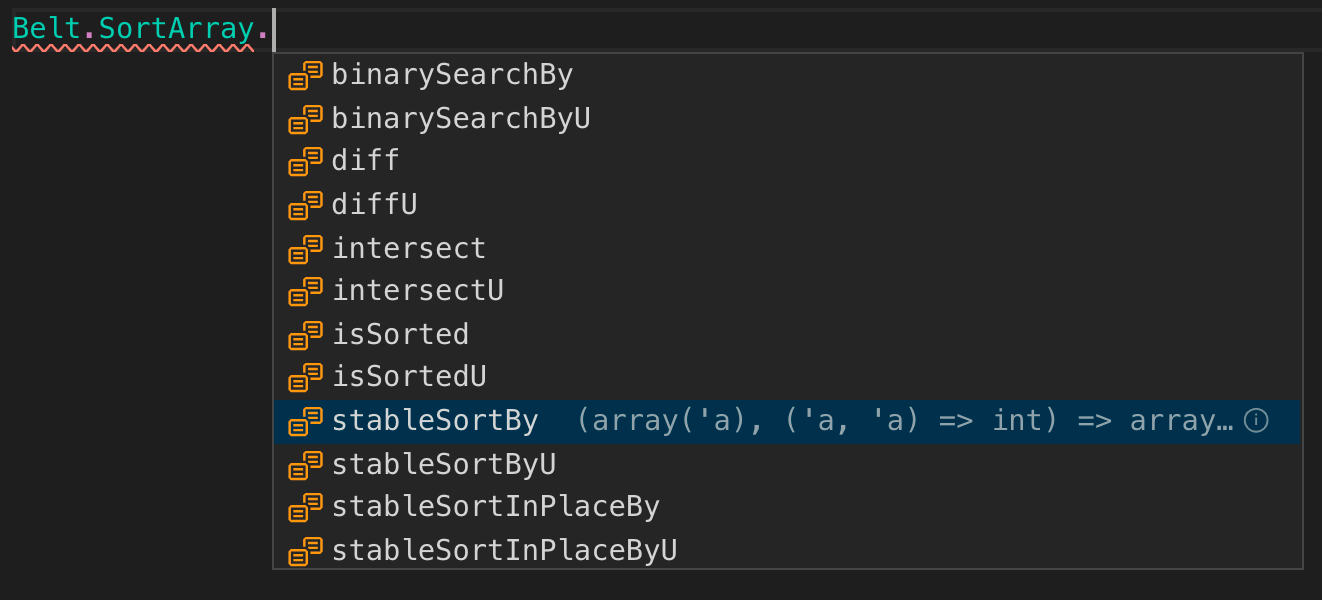 Belt.SortArray.
binarySearchBy
binarySearchByU
diff
diffU
intersect
intersectU
isSorted
isSortedU
stableSortBy (array('a), ('a, 'a) => int) => array…
stableSortByU
stableSortInPlaceBy
stableSortInPlaceByU